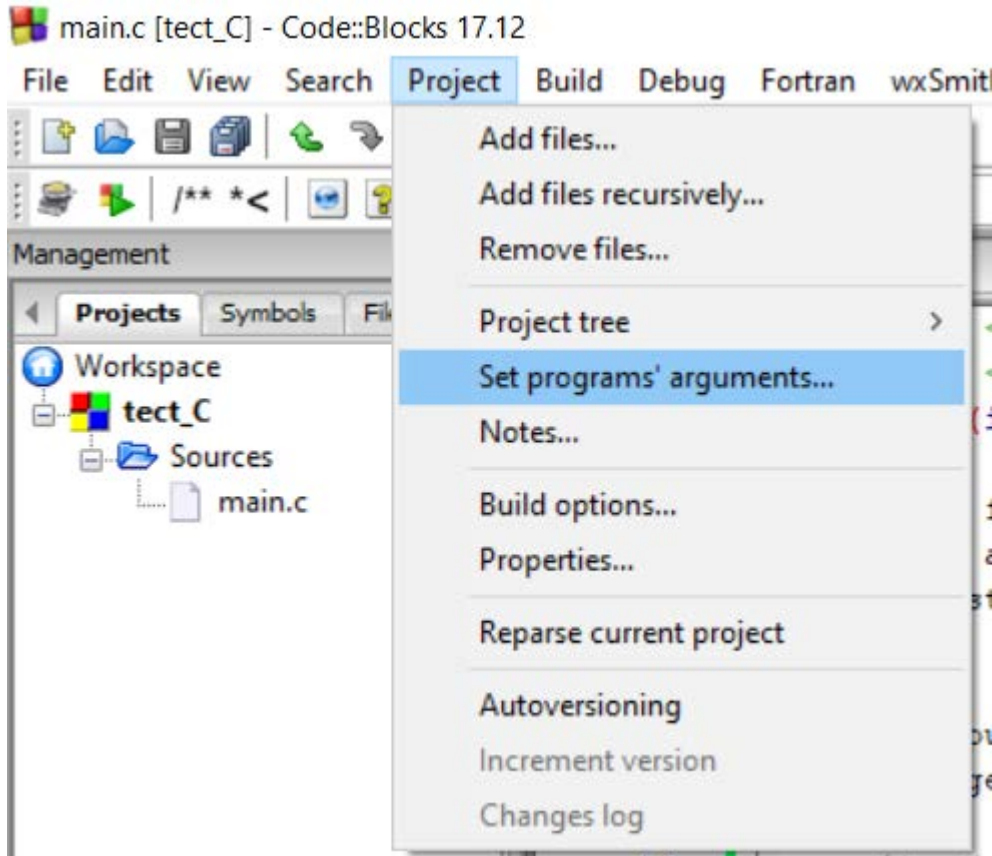 main.c [tect_C] - Code::Blocks 17.12
File Edit View Search Project Build Debug Fortran
/** *<
Management
Projects Symbols
Workspace
tect_C
Sources
main.c
Add files...
Add files recursively...
Remove files...
Project tree
Set programs' arguments...
Notes...
Build options...
Properties...
Reparse current project
Autoversioning
Increment version
Changes log